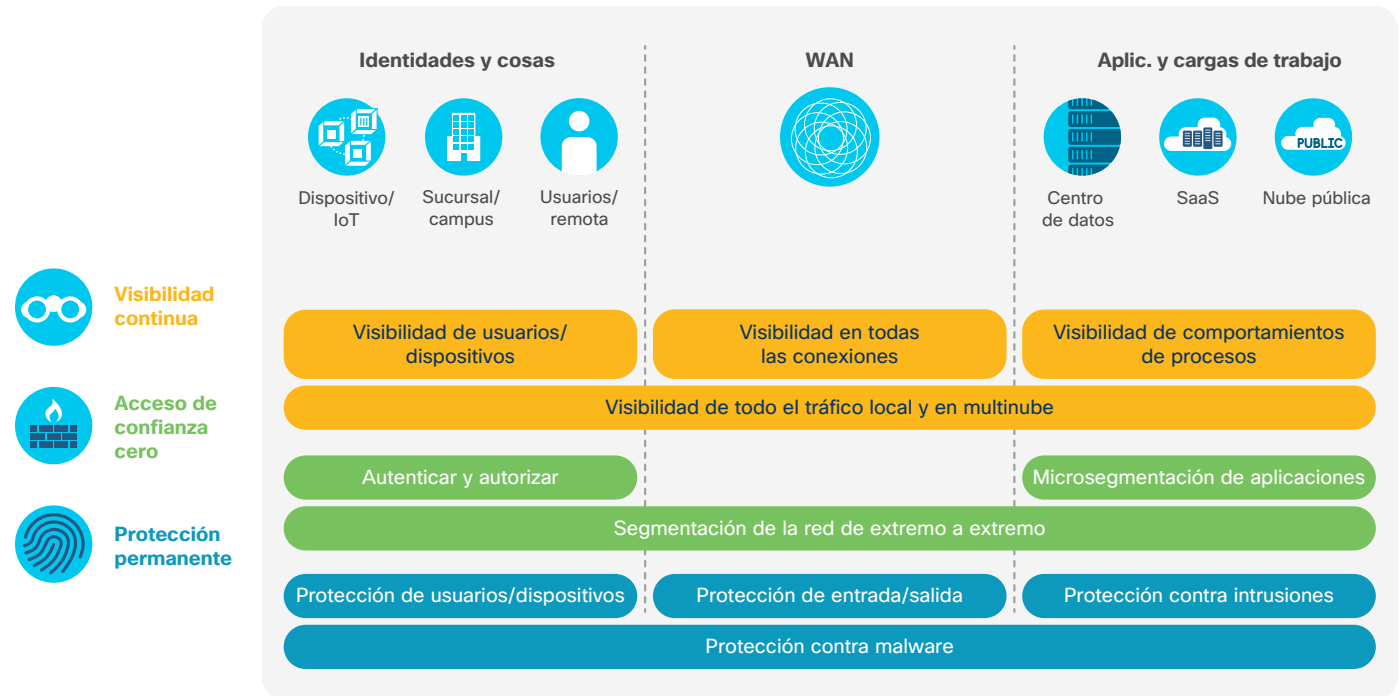 Identidades y cosas
WAN
Aplic. y cargas de trabajo
PUBLIC
Dispositivo/
IoT
Sucursal/
campus
Usuarios/
remota
Centro
de datos
SaaS
Nube pública
Visibilidad
continua
Visibilidad de usuarios/
dispositivos
Visibilidad en todas
las conexiones
Visibilidad de comportamientos
de procesos
Visibilidad de todo el tráfico local y en multinube
Acceso de
confianza
cero
Autenticar y autorizar
Microsegmentación de aplicaciones
Segmentación de la red de extremo a extremo
Protección
permanente
Protección de usuarios/dispositivos
Protección de entrada/salida
Protección contra intrusiones
Protección contra malware